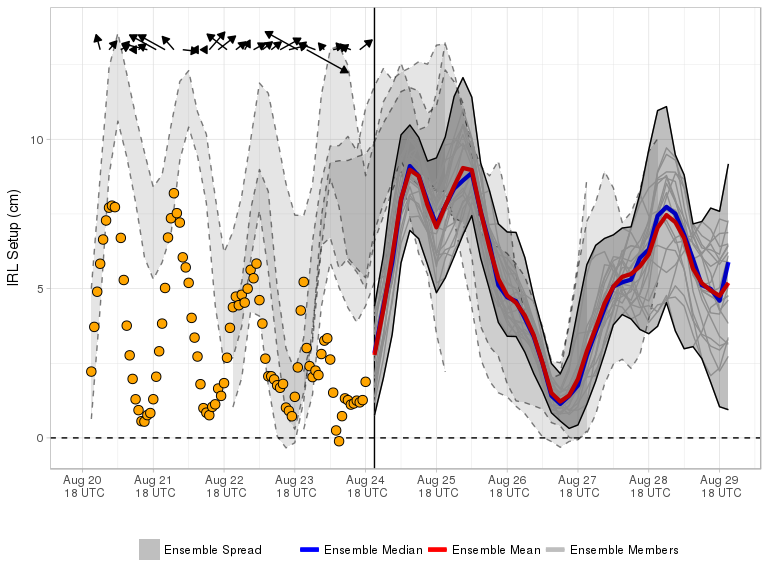 IRL Setup (cm)
10
5
0
Aug 20 Aug 21 Aug 22 Aug 23 Aug 24 Aug 25 Aug 26 Aug 27 Aug 28 Aug 29
18 UTC 18 UTC 18 UTC 18 UTC 18 UTC 18 UTC 18 UTC 18 UTC 18 UTC 18 UTC
Ensemble Spread Ensemble Median Ensemble Mean Ensemble Members